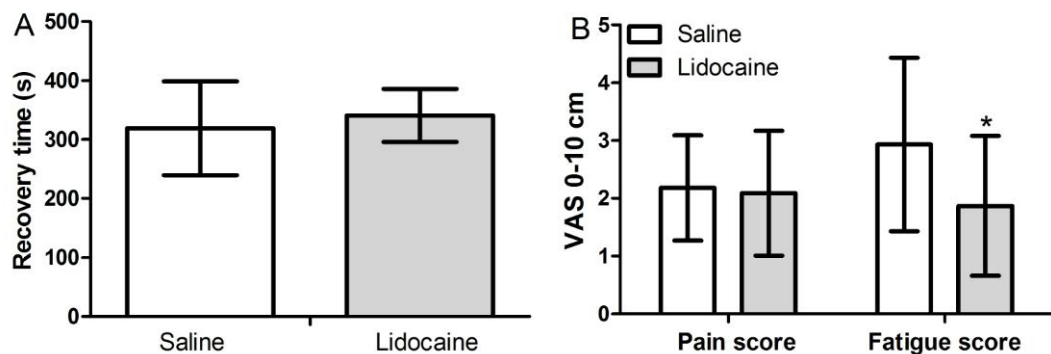 A
Recovery time (s)
500
400
300
200
100
0
Saline
Lidocaine
B
VAS 0-10 cm
5
4
3
2
1
0
Saline
Lidocaine
*
Pain score
Fatigue score